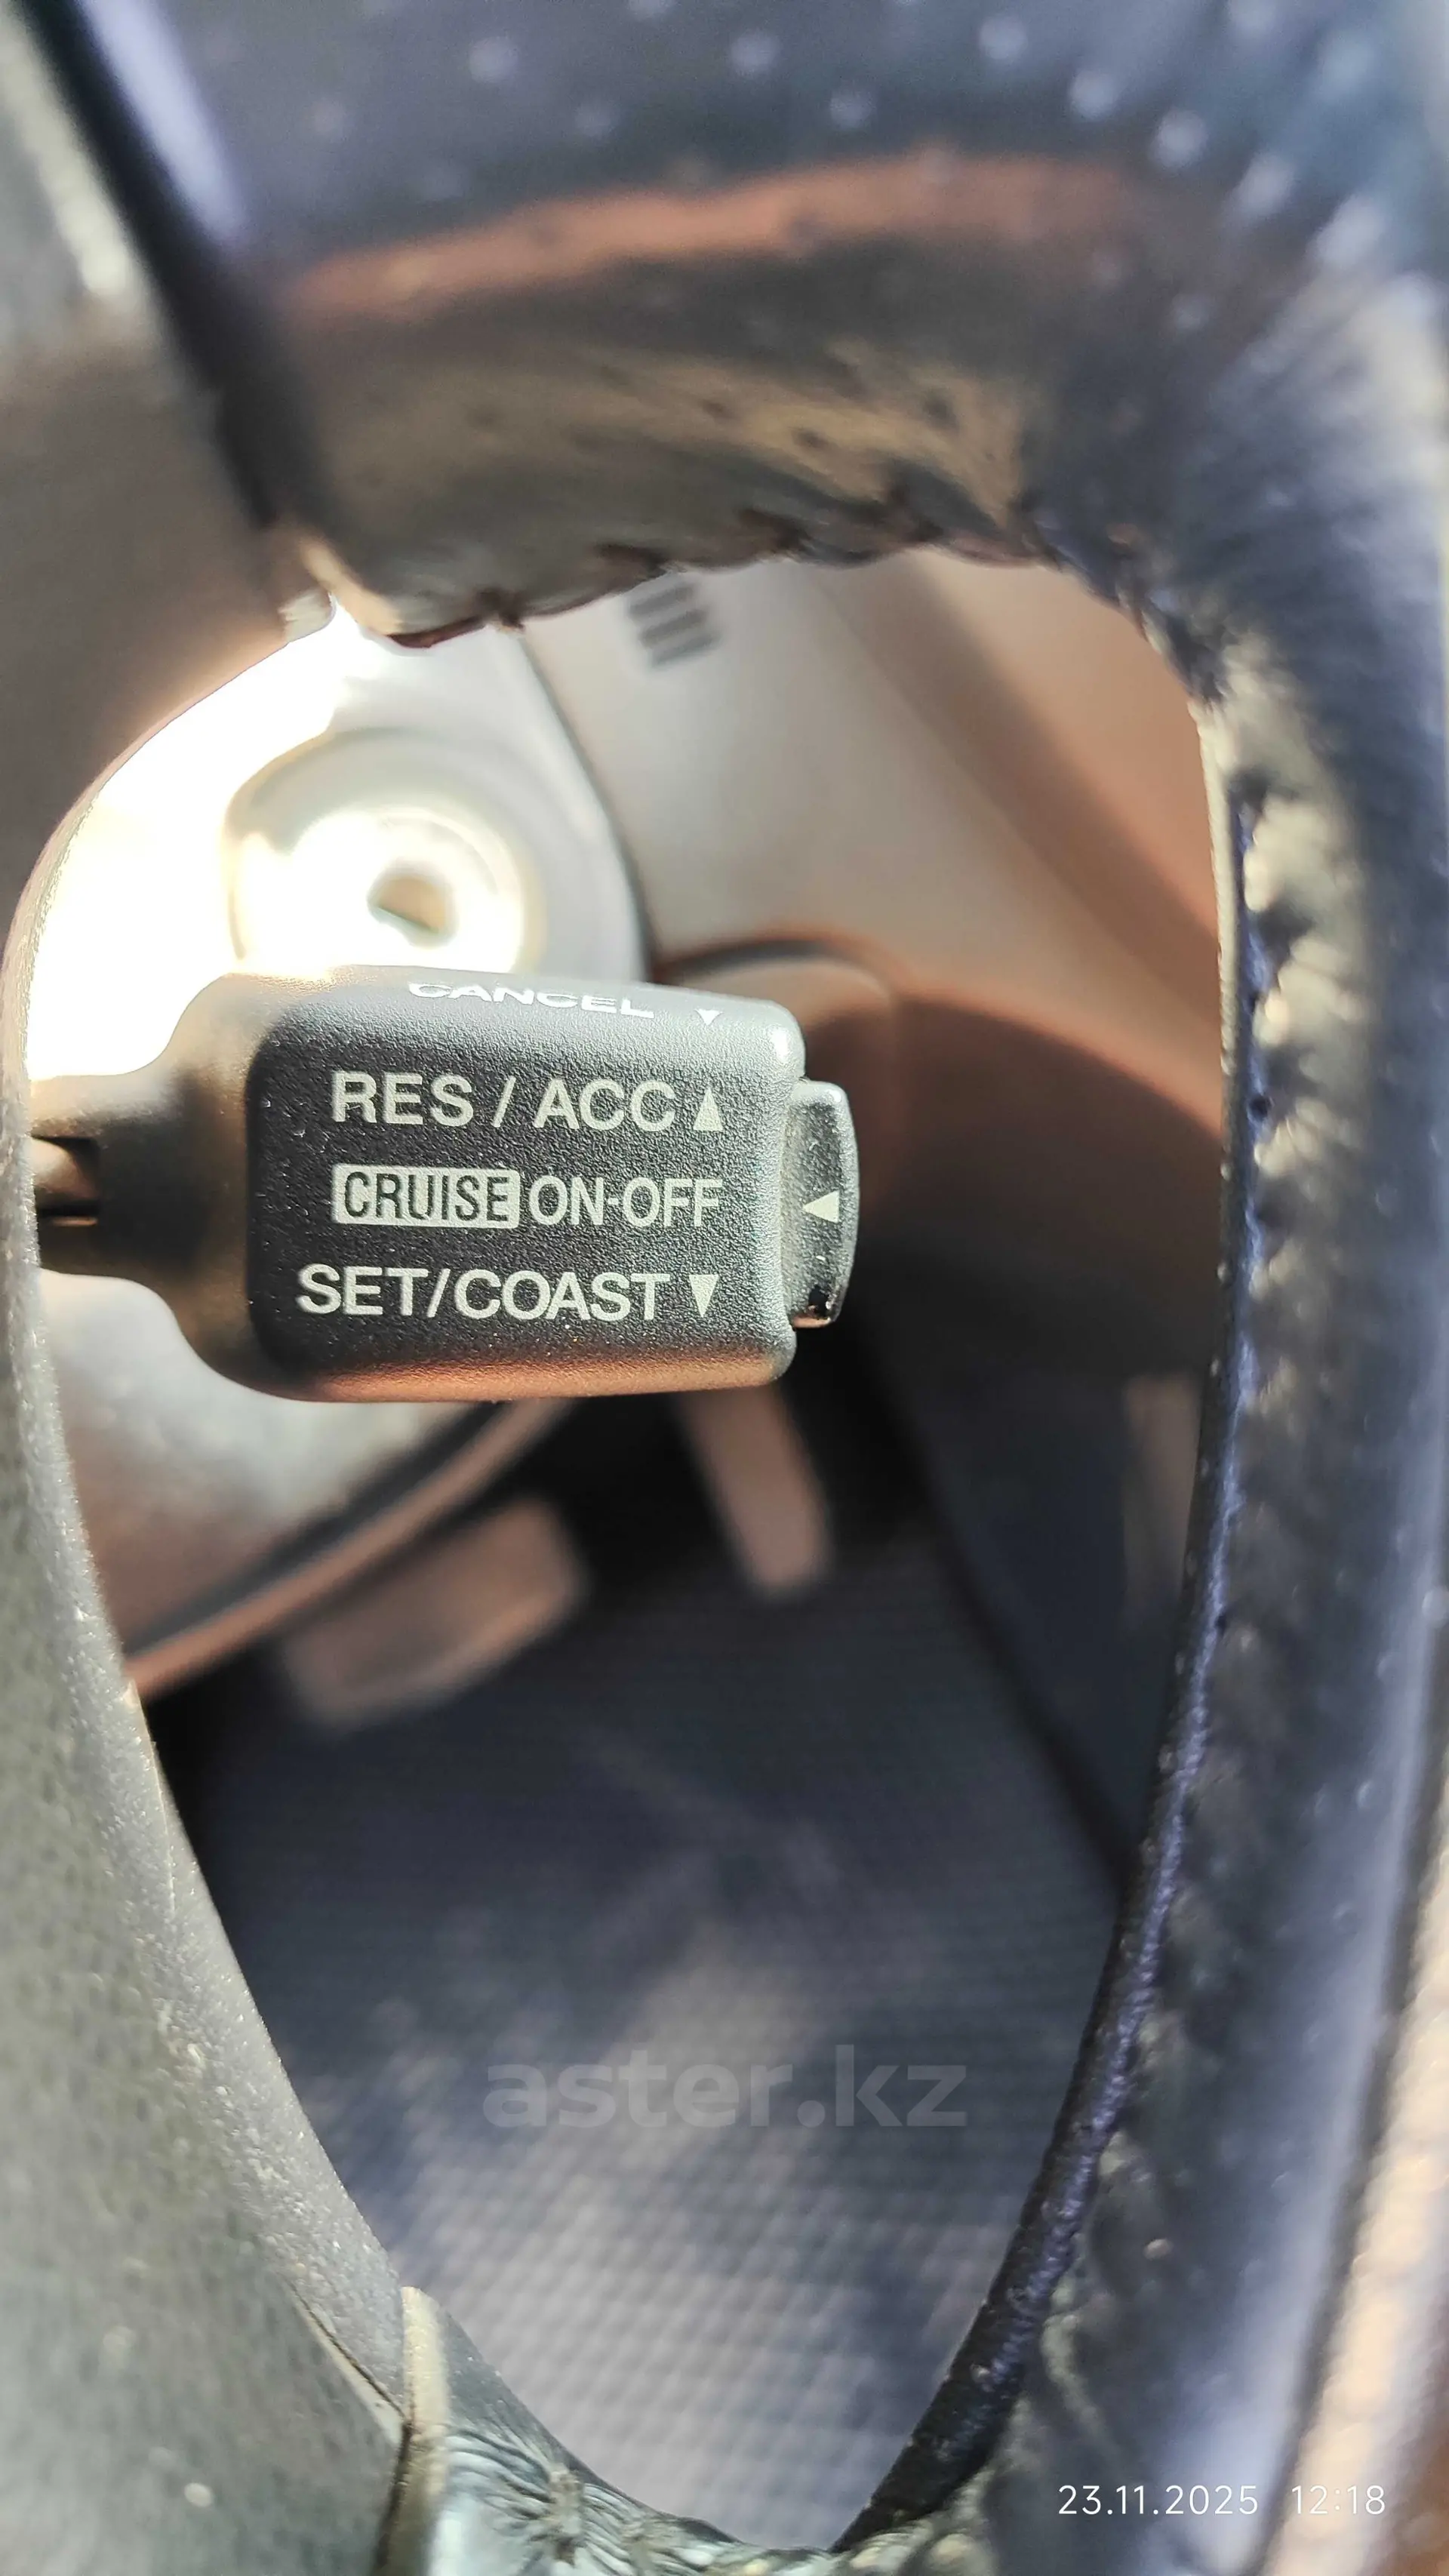 CANCEL ▼
RES / ACC ▲
CRUISE ON-OFF ◀
SET/COAST ▼
aster.kz
23.11.2025 12:18